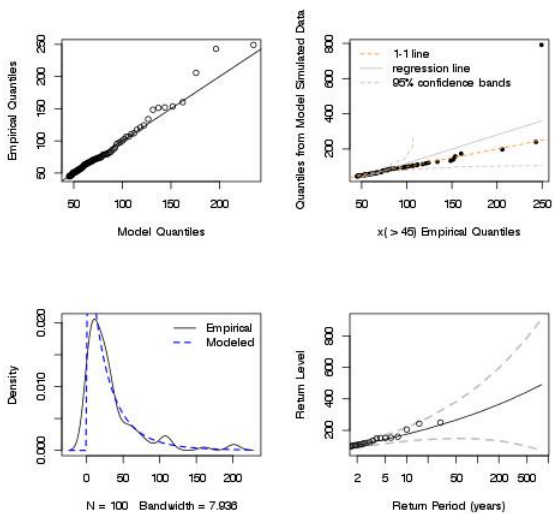 Empirical Quantiles
250
200
150
100
50
50 100 150 200
Model Quantiles
Quantiles from Model Simulated Data
800
600
400
200
1-1 line
regression line
95% confidence bands
50 100 150 200 250
x( > 45) Empirical Quantiles
Density
0.020
0.010
0.000
Empirical
Modeled
0 50 100 150 200
N = 100 Bandwidth = 7.936
Return Level
800
600
400
200
2 5 10 50 200 500
Return Period (years)